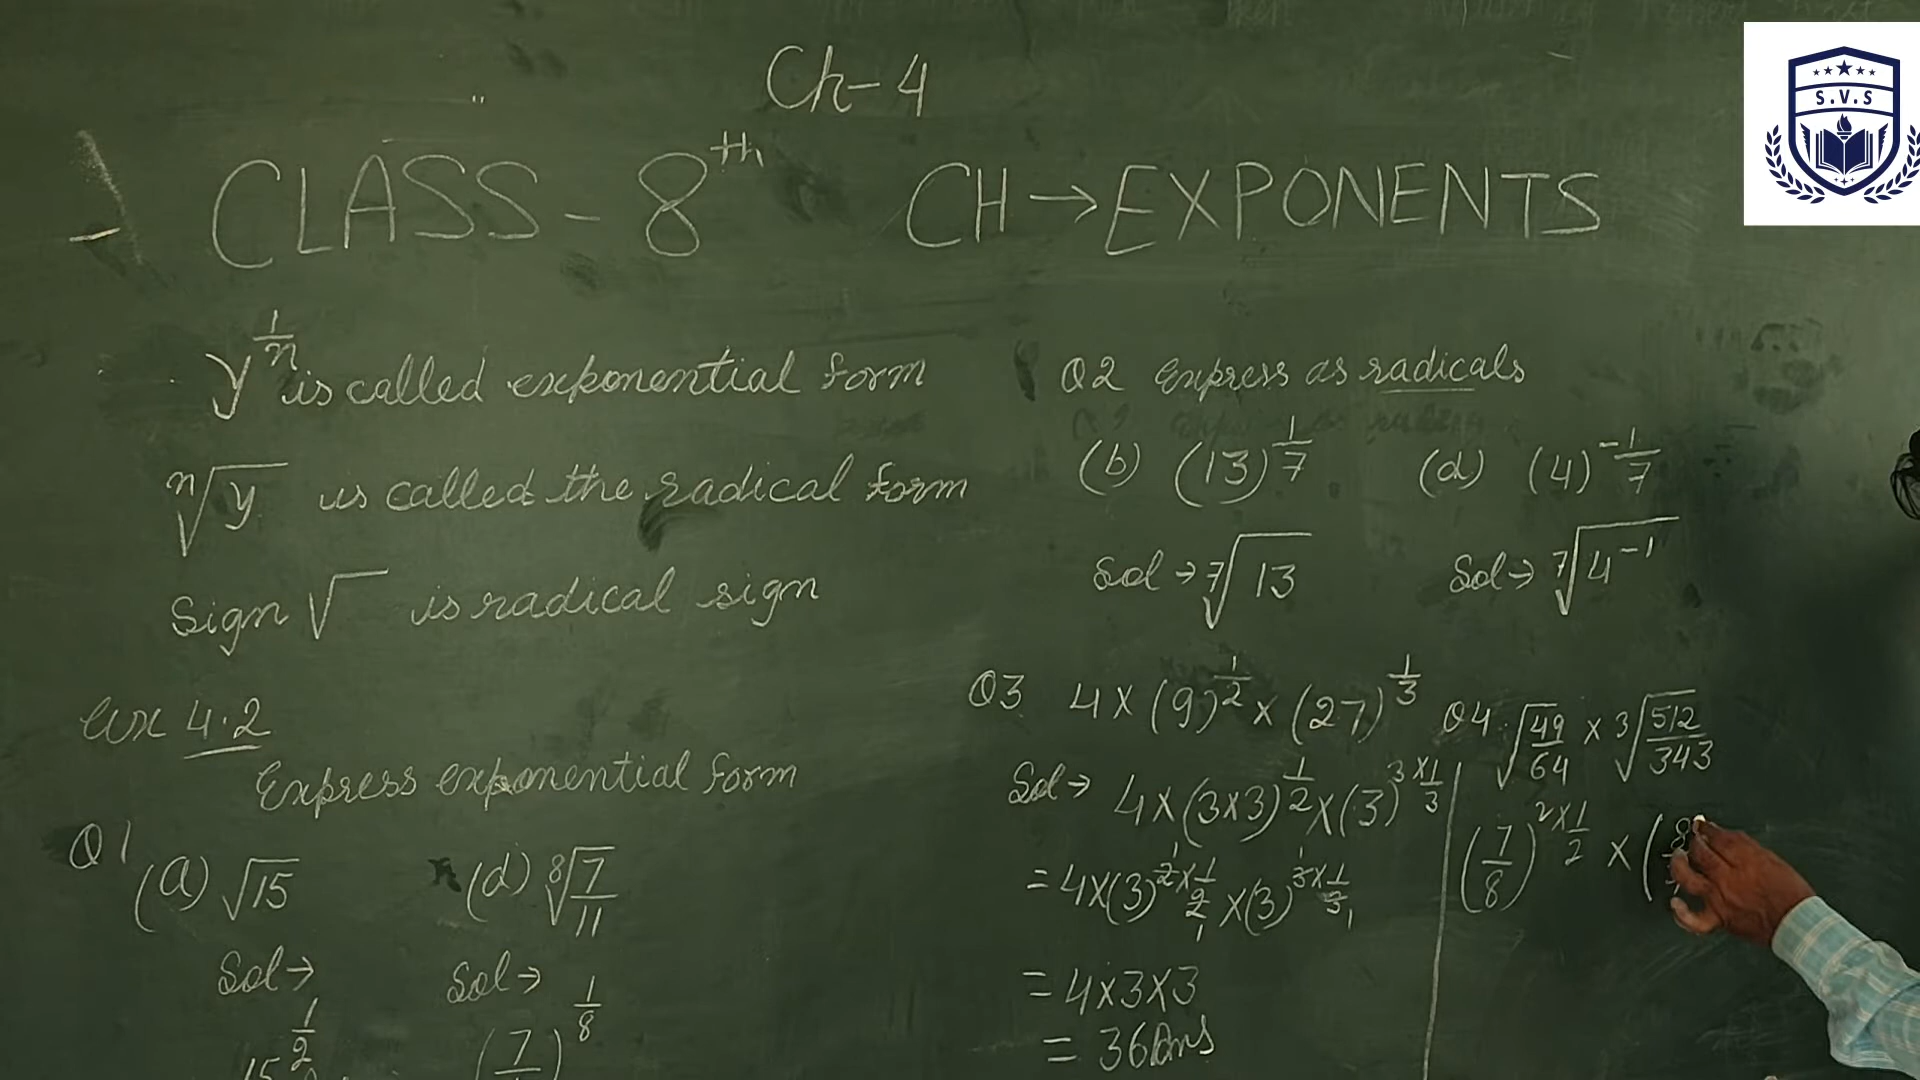 Ch-4
CLASS - 8th CH → EXPONENTS
y^(1/n) is called exponential form
ⁿ√y is called the radical form
Sign √ is radical sign
Ex 4.2
Express exponential form
Q1
(a) √15 (d) ⁸√(7/11)
Sol → Sol →
15^(1/2) (7/ )^(1/8)
Q2 Express as radicals
(b) (13)^(1/7) (d) (4)^(-1/7)
Sol → ⁷√13 Sol → ⁷√4⁻¹
Q3 4×(9)^(1/2)×(27)^(1/3)
Sol → 4×(3×3)^(1/2)×(3)^(3×1/3)
= 4×(3)^(2×1/2)×(3)^(3×1/3)
= 4×3×3
= 36 Ans
Q4 √(49/64) × ³√(512/343)
(7/8)^(2×1/2) × (8
S.V.S